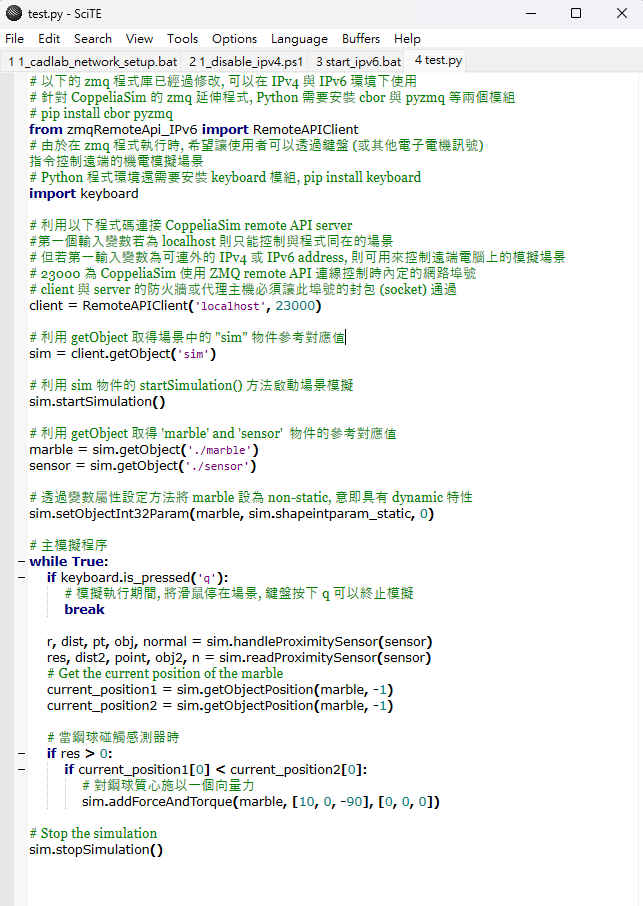 test.py - SciTE
File Edit Search View Tools Options Language Buffers Help
1 1_cadlab_network_setup.bat 2 1_disable_ipv4.ps1 3 start_ipv6.bat 4 test.py
# 以下的 zmq 程式庫已經過修改, 可以在 IPv4 與 IPv6 環境下使用
# 針對 CoppeliaSim 的 zmq 延伸程式, Python 需要安裝 cbor 與 pyzmq 等兩個模組
# pip install cbor pyzmq
from zmqRemoteApi_IPv6 import RemoteAPIClient
# 由於在 zmq 程式執行時, 希望讓使用者可以透過鍵盤 (或其他電子電機訊號)
指令控制遠端的機電模擬場景
# Python 程式環境還需要安裝 keyboard 模組, pip install keyboard
import keyboard
# 利用以下程式碼連接 CoppeliaSim remote API server
#第一個輸入變數若為 localhost 則只能控制與程式同在的場景
# 但若第一輸入變數為可連外的 IPv4 或 IPv6 address, 則可用來控制遠端電腦上的模擬場景
# 23000 為 CoppeliaSim 使用 ZMQ remote API 連線控制時內定的網路埠號
# client 與 server 的防火牆或代理主機必須讓此埠號的封包 (socket) 通過
client = RemoteAPIClient('localhost', 23000)
# 利用 getObject 取得場景中的 "sim" 物件參考對應值
sim = client.getObject('sim')
# 利用 sim 物件的 startSimulation() 方法啟動場景模擬
sim.startSimulation()
# 利用 getObject 取得 'marble' and 'sensor'  物件的參考對應值
marble = sim.getObject('./marble')
sensor = sim.getObject('./sensor')
# 透過變數屬性設定方法將 marble 設為 non-static, 意即具有 dynamic 特性
sim.setObjectInt32Param(marble, sim.shapeintparam_static, 0)
# 主模擬程序
while True:
if keyboard.is_pressed('q'):
# 模擬執行期間, 將滑鼠停在場景, 鍵盤按下 q 可以終止模擬
break
r, dist, pt, obj, normal = sim.handleProximitySensor(sensor)
res, dist2, point, obj2, n = sim.readProximitySensor(sensor)
# Get the current position of the marble
current_position1 = sim.getObjectPosition(marble, -1)
current_position2 = sim.getObjectPosition(marble, -1)
# 當鋼球碰觸感測器時
if res > 0:
if current_position1[0] < current_position2[0]:
# 對鋼球質心施以一個向量力
sim.addForceAndTorque(marble, [10, 0, -90], [0, 0, 0])
# Stop the simulation
sim.stopSimulation()